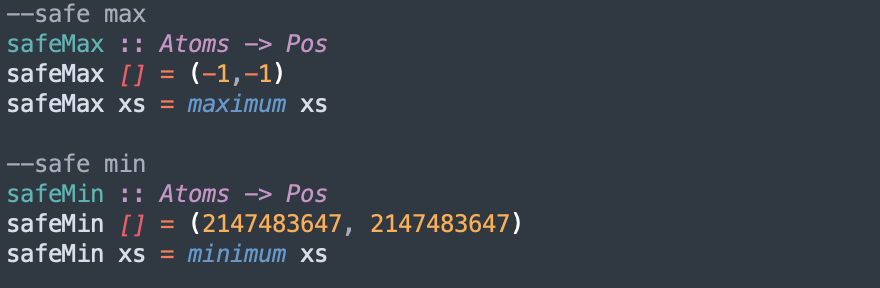 --safe max
safeMax :: Atoms -> Pos
safeMax [] = (-1,-1)
safeMax xs = maximum xs
--safe min
safeMin :: Atoms -> Pos
safeMin [] = (2147483647, 2147483647)
safeMin xs = minimum xs